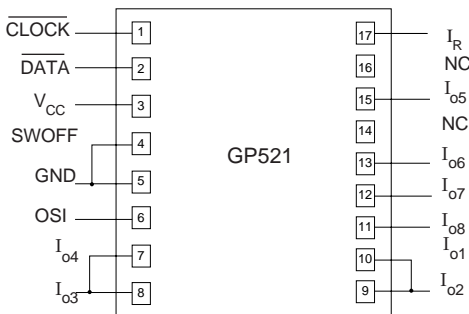 CLOCK 1
DATA 2
VCC 3
SWOFF 4
GND 5
OSI 6
Io4 7
Io3 8
GP521
17 IR
16 NC
15 Io5
14 NC
13 Io6
12 Io7
11 Io8
10 Io1
9 Io2